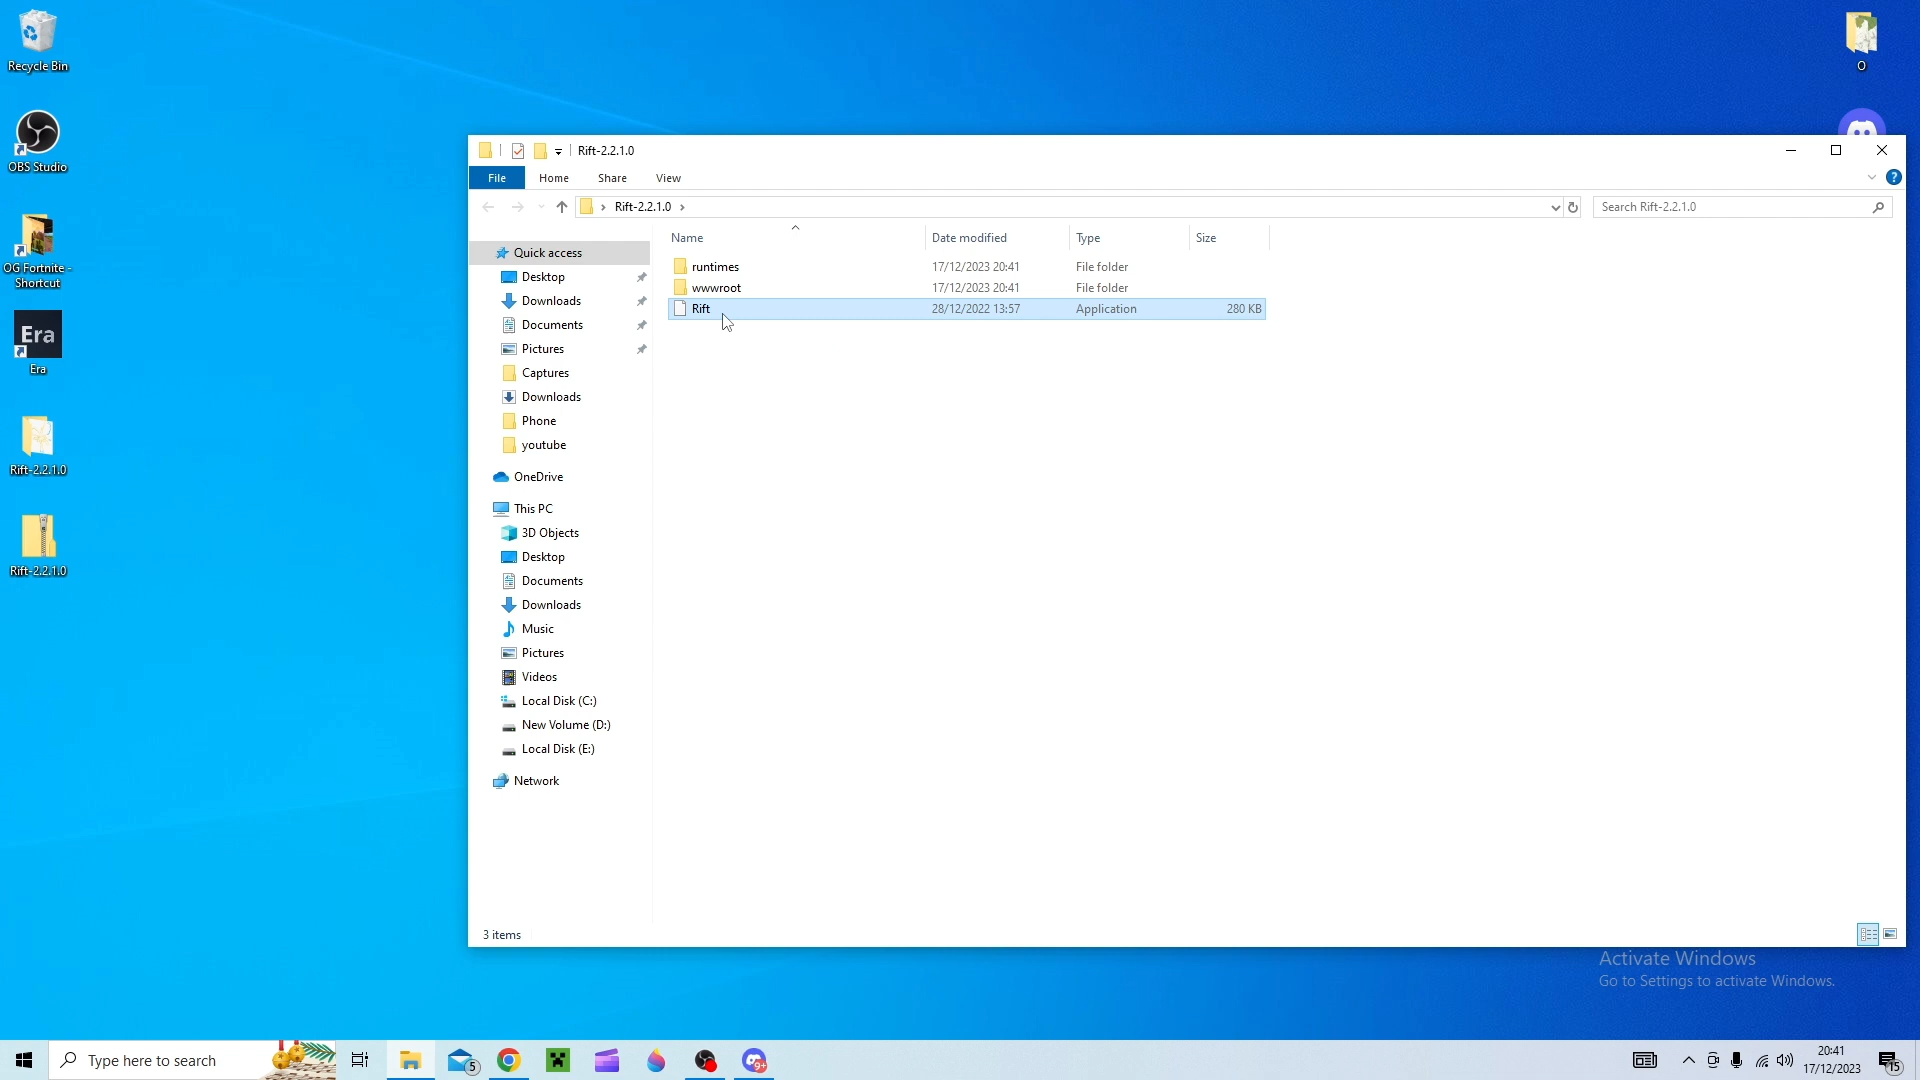 Recycle Bin
OBS Studio
OG Fortnite -
Shortcut
Era
Era
Rift-2.2.1.0
Rift-2.2.1.0
O
Rift-2.2.1.0
File Home Share View
Rift-2.2.1.0
Search Rift-2.2.1.0
Name Date modified Type Size
runtimes 17/12/2023 20:41 File folder
wwwroot 17/12/2023 20:41 File folder
Rift 28/12/2022 13:57 Application 280 KB
Quick access
Desktop
Downloads
Documents
Pictures
Captures
Downloads
Phone
youtube
OneDrive
This PC
3D Objects
Desktop
Documents
Downloads
Music
Pictures
Videos
Local Disk (C:)
New Volume (D:)
Local Disk (E:)
Network
3 items
Activate Windows
Go to Settings to activate Windows.
Type here to search
5
9+
20:41
17/12/2023
15